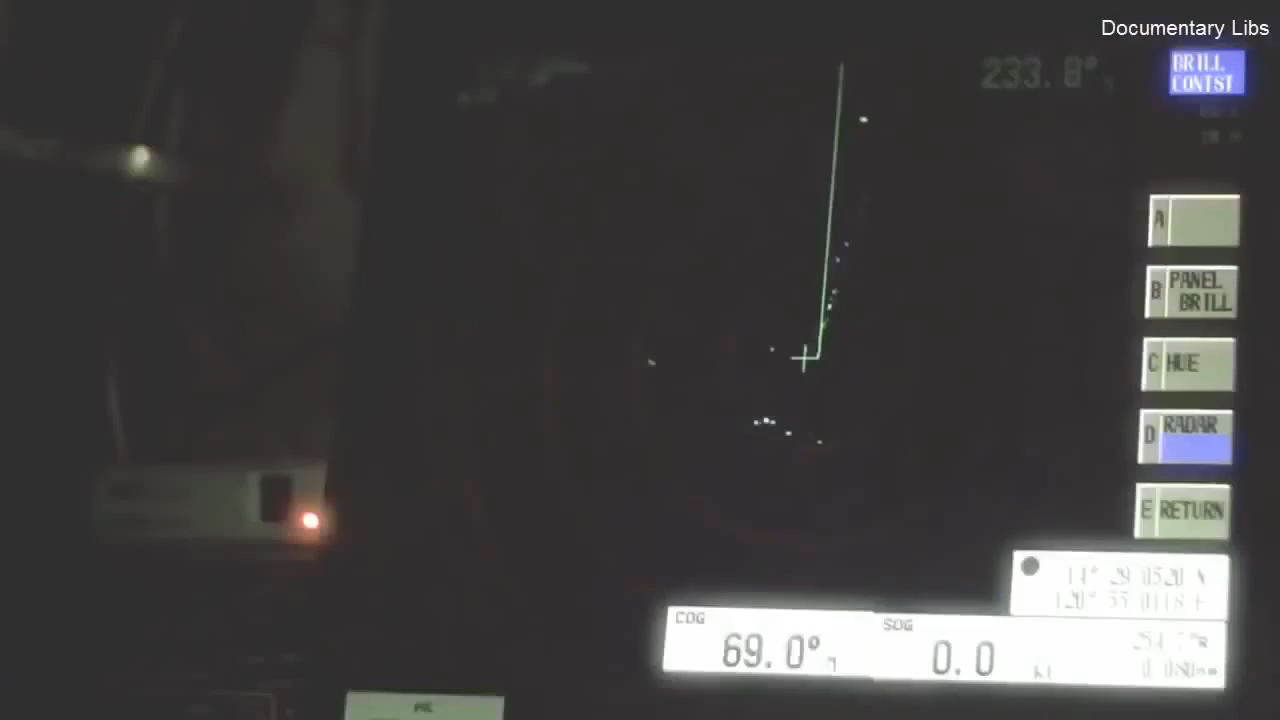 Documentary Libs
233.8°
BRILL
CONTST
A
B PANEL
BRILL
C HUE
D RADAR
E RETURN
COG
69.0°
SOG
0.0